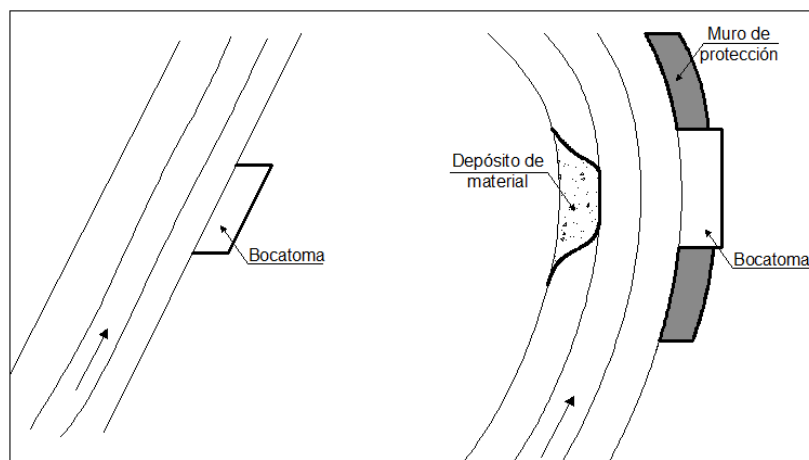 Muro de
protección
Depósito de
material
Bocatoma
Bocatoma